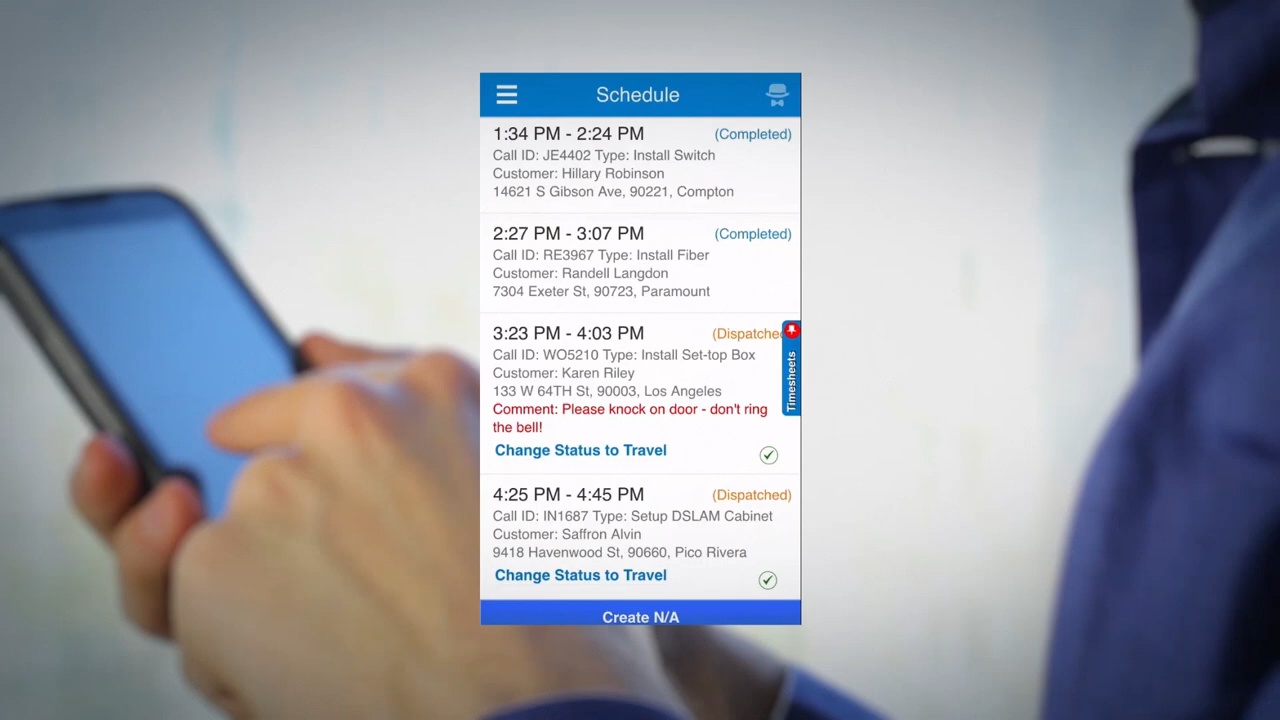 Schedule
1:34 PM - 2:24 PM (Completed)
Call ID: JE4402 Type: Install Switch
Customer: Hillary Robinson
14621 S Gibson Ave, 90221, Compton
2:27 PM - 3:07 PM (Completed)
Call ID: RE3967 Type: Install Fiber
Customer: Randell Langdon
7304 Exeter St, 90723, Paramount
3:23 PM - 4:03 PM (Dispatche
Call ID: WO5210 Type: Install Set-top Box
Customer: Karen Riley
133 W 64TH St, 90003, Los Angeles
Comment: Please knock on door - don't ring
the bell!
Change Status to Travel
Timesheets
4:25 PM - 4:45 PM (Dispatched)
Call ID: IN1687 Type: Setup DSLAM Cabinet
Customer: Saffron Alvin
9418 Havenwood St, 90660, Pico Rivera
Change Status to Travel
Create N/A